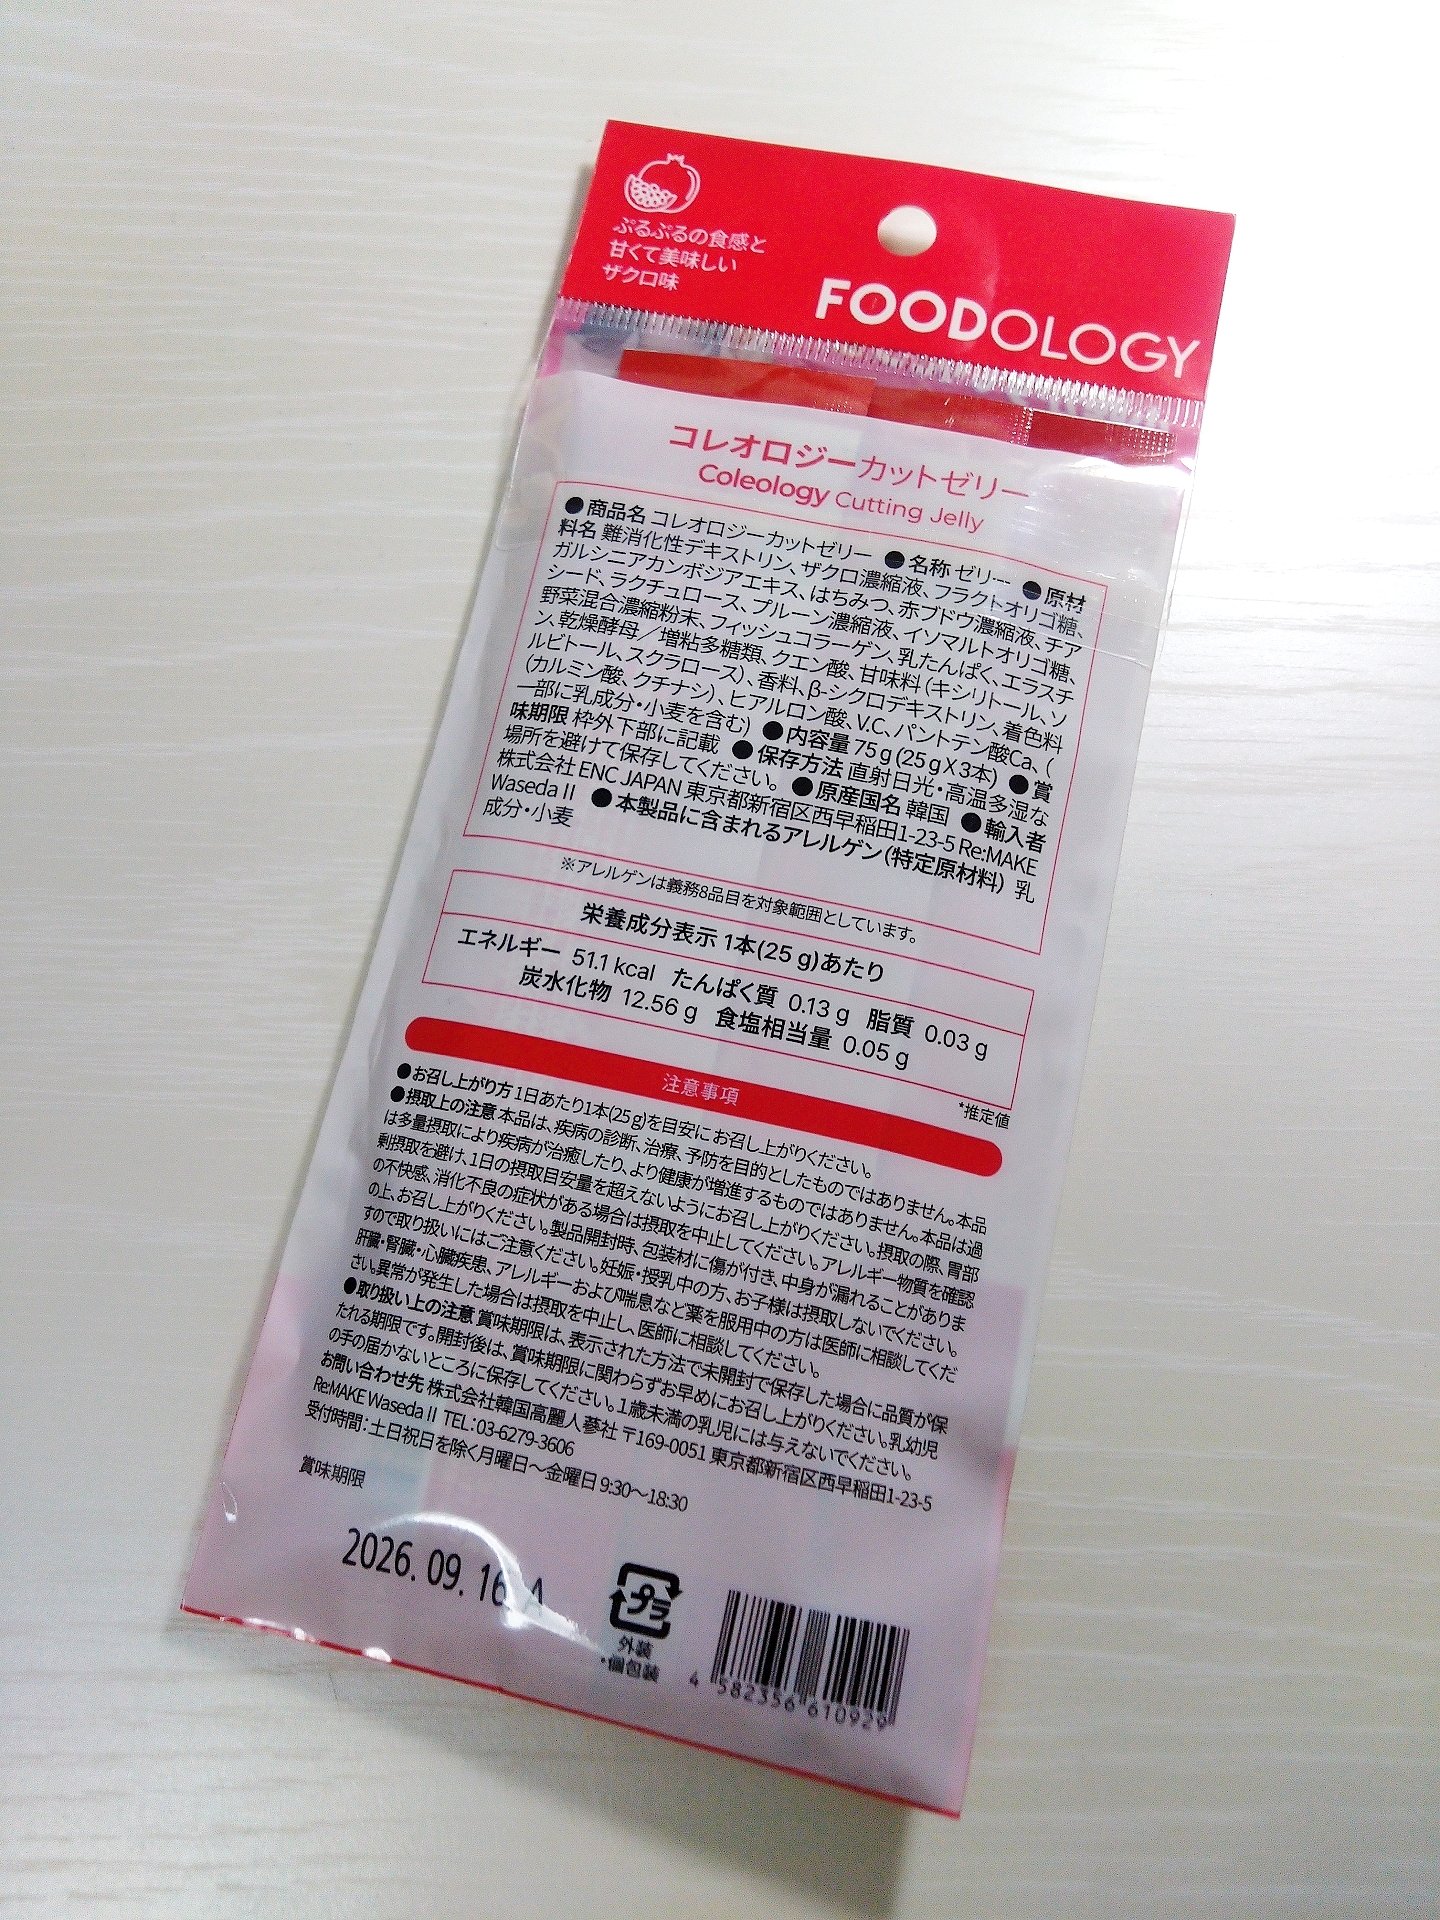 ぷるぷるの食感と
甘くて美味しい
ザクロ味
FOODOLOGY
コレオロジーカットゼリー
Coleology Cutting Jelly
●商品名 コレオロジーカットゼリー ●名称 ゼリー ●原材
料名 難消化性デキストリン、ザクロ濃縮液、フラクトオリゴ糖、
ガルシニアカンボジアエキス、はちみつ、赤ブドウ濃縮液、チア
シード、ラクチュロース、プルーン濃縮液、イソマルトオリゴ糖、
野菜混合濃縮粉末、フィッシュコラーゲン、乳たんぱく、エラスチ
ン、乾燥酵母／増粘多糖類、クエン酸、甘味料(キシリトール、ソ
ルビトール、スクラロース)、香料、β-シクロデキストリン、着色料
(カルミン酸、クチナシ)、ヒアルロン酸、V.C、パントテン酸Ca、(
一部に乳成分・小麦を含む) ●内容量 75g (25g X 3本) ●賞
味期限 枠外下部に記載 ●保存方法 直射日光・高温多湿な
場所を避けて保存してください。 ●原産国名 韓国 ●輸入者
株式会社 ENC JAPAN 東京都新宿区西早稲田1-23-5 Re:MAKE
Waseda II ●本製品に含まれるアレルゲン(特定原材料) 乳
成分・小麦
※アレルゲンは義務8品目を対象範囲としています。
栄養成分表示 1本(25 g)あたり
エネルギー 51.1 kcal たんぱく質 0.13 g 脂質 0.03 g
炭水化物 12.56 g 食塩相当量 0.05 g
*推定値
注意事項
●お召し上がり方 1日あたり1本(25g)を目安にお召し上がりください。
●摂取上の注意 本品は、疾病の診断、治療、予防を目的としたものではありません。本品
は多量摂取により疾病が治癒したり、より健康が増進するものではありません。本品は過
剰摂取を避け、1日の摂取目安量を超えないようにお召し上がりください。摂取の際、胃部
の不快感、消化不良の症状がある場合は摂取を中止してください。アレルギー物質を確認
の上、お召し上がりください。製品開封時、包装材に傷が付き、中身が漏れることがありま
すので取り扱いにはご注意ください。妊娠・授乳中の方、お子様は摂取しないでください。
肝臓・腎臓・心臓疾患、アレルギーおよび喘息など薬を服用中の方は医師に相談してくだ
さい。異常が発生した場合は摂取を中止し、医師に相談してください。
●取り扱い上の注意 賞味期限は、表示された方法で未開封で保存した場合に品質が保
たれる期限です。開封後は、賞味期限に関わらずお早めにお召し上がりください。乳幼児
の手の届かないところに保存してください。1歳未満の乳児には与えないでください。
お問い合わせ先 株式会社韓国高麗人蔘社 〒169-0051 東京都新宿区西早稲田1-23-5
Re:MAKE Waseda II TEL：03-6279-3606
受付時間：土日祝日を除く月曜日～金曜日 9:30～18:30
賞味期限
2026. 09. 16. A
プラ
外装
・個包装
4 582356 610929